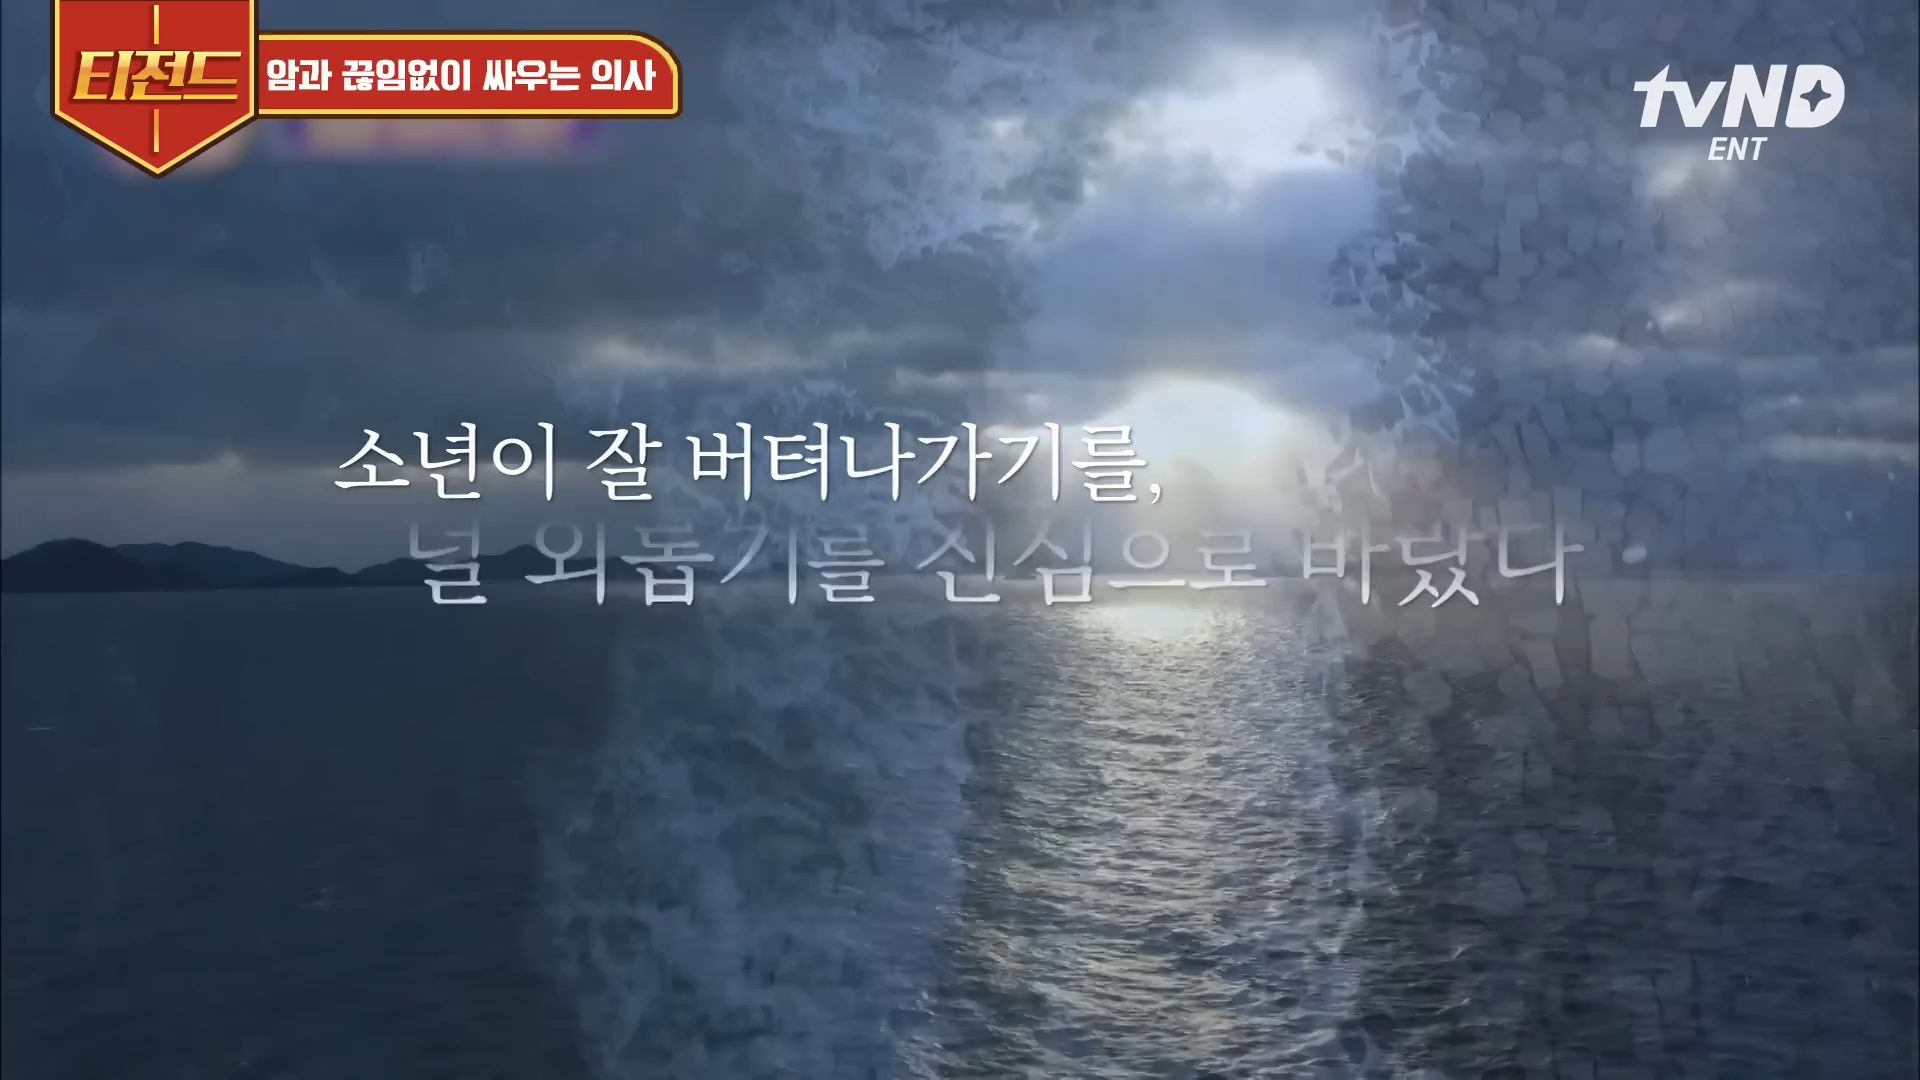 티전드
암과 끊임없이 싸우는 의사
tvND
ENT
소년이 잘 버텨나가기를,
널 외롭기를 진심으로 바랐나